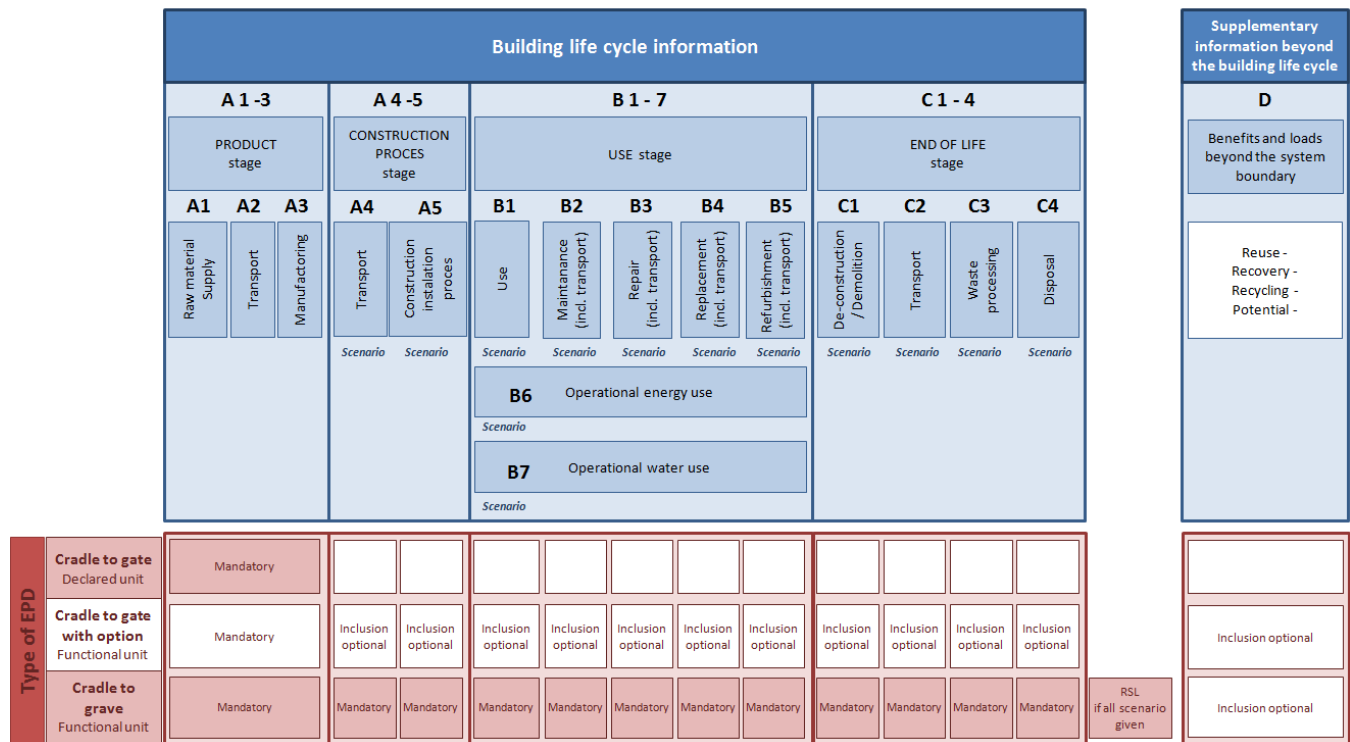 Building life cycle information
Supplementary
information beyond
the building life cycle
A 1 -3
A 4 -5
B 1 - 7
C 1 - 4
D
PRODUCT
stage
CONSTRUCTION
PROCES
stage
USE stage
END OF LIFE
stage
Benefits and loads
beyond the system
boundary
A1
A2
A3
A4
A5
B1
B2
B3
B4
B5
C1
C2
C3
C4
Raw material
Supply
Transport
Manufactoring
Transport
Construction
instalation
proces
Use
Maintanance
(incl. transport)
Repair
(incl. transport)
Replacement
(incl. transport)
Refurbishment
(incl. transport)
De-construction
/ Demolition
Transport
Waste
processing
Disposal
Reuse -
Recovery -
Recycling -
Potential -
Scenario
Scenario
Scenario
Scenario
Scenario
Scenario
Scenario
Scenario
Scenario
Scenario
Scenario
B6
Operational energy use
Scenario
B7
Operational water use
Scenario
Type of EPD
Cradle to gate
Declared unit
Mandatory
Cradle to gate
with option
Functional unit
Mandatory
Inclusion
optional
Inclusion
optional
Inclusion
optional
Inclusion
optional
Inclusion
optional
Inclusion
optional
Inclusion
optional
Inclusion
optional
Inclusion
optional
Inclusion
optional
Inclusion
optional
Inclusion optional
Cradle to
grave
Functional unit
Mandatory
Mandatory
Mandatory
Mandatory
Mandatory
Mandatory
Mandatory
Mandatory
Mandatory
Mandatory
Mandatory
Mandatory
RSL
if all scenario
given
Inclusion optional